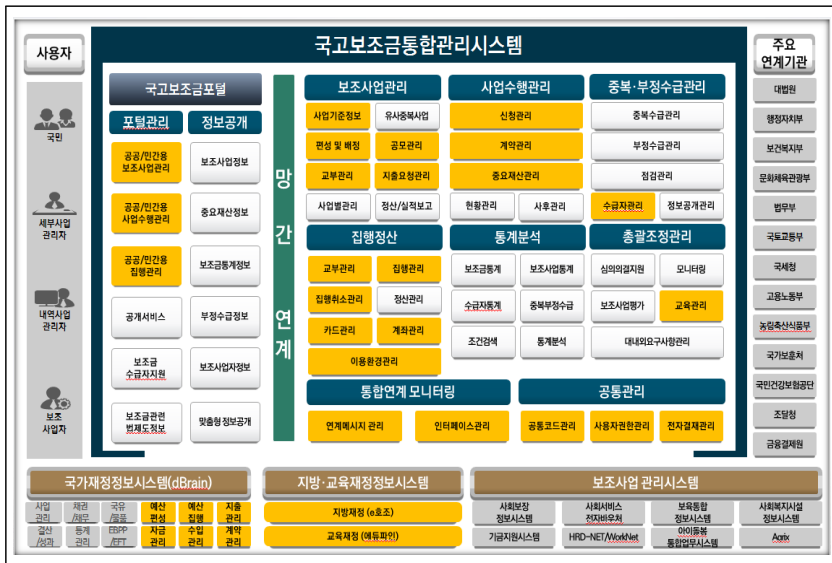 국고보조금통합관리시스템
사용자
국민
세부사업
관리자
내역사업
관리자
보조
사업자
국고보조금포털
포털관리
정보공개
공공/민간용
보조사업관리
보조사업정보
공공/민간용
사업수행관리
중요재산정보
공공/민간용
집행관리
보조금통계정보
공개서비스
부정수급정보
보조금
수급자지원
보조사업자정보
보조금관련
법제도정보
맞춤형 정보공개
망
간
연
계
보조사업관리
사업기준정보
유사중복사업
편성 및 배정
공모관리
교부관리
지출요청관리
사업별관리
정산/실적보고
사업수행관리
신청관리
계약관리
중요재산관리
현황관리
사후관리
중복·부정수급관리
중복수급관리
부정수급관리
점검관리
수급자관리
정보공개관리
집행정산
교부관리
집행관리
집행취소관리
정산관리
카드관리
계좌관리
이용환경관리
통계분석
보조금통계
보조사업통계
수급자통계
중복부정수급
조건검색
통계분석
총괄조정관리
심의의결지원
모니터링
보조사업평가
교육관리
대내외요구사항관리
통합연계 모니터링
연계메시지 관리
인터페이스관리
공통관리
공통코드관리
사용자권한관리
전자결재관리
주요
연계기관
대법원
행정자치부
보건복지부
문화체육관광부
법무부
국토교통부
국세청
고용노동부
농림축산식품부
국가보훈처
국민건강보험공단
조달청
금융결제원
국가재정정보시스템(dBrain)
사업
관리
채권
/채무
국유
/물품
예산
편성
예산
집행
지출
관리
결산
/성과
통계
관리
EBPP
/EFT
자금
관리
수입
관리
계약
관리
지방·교육재정정보시스템
지방재정 (e호조)
교육재정 (에듀파인)
보조사업 관리시스템
사회보장
정보시스템
사회서비스
전자바우처
보육통합
정보시스템
사회복지시설
정보시스템
기금지원시스템
HRD-NET/WorkNet
아이돌봄
통합업무시스템
Agrix